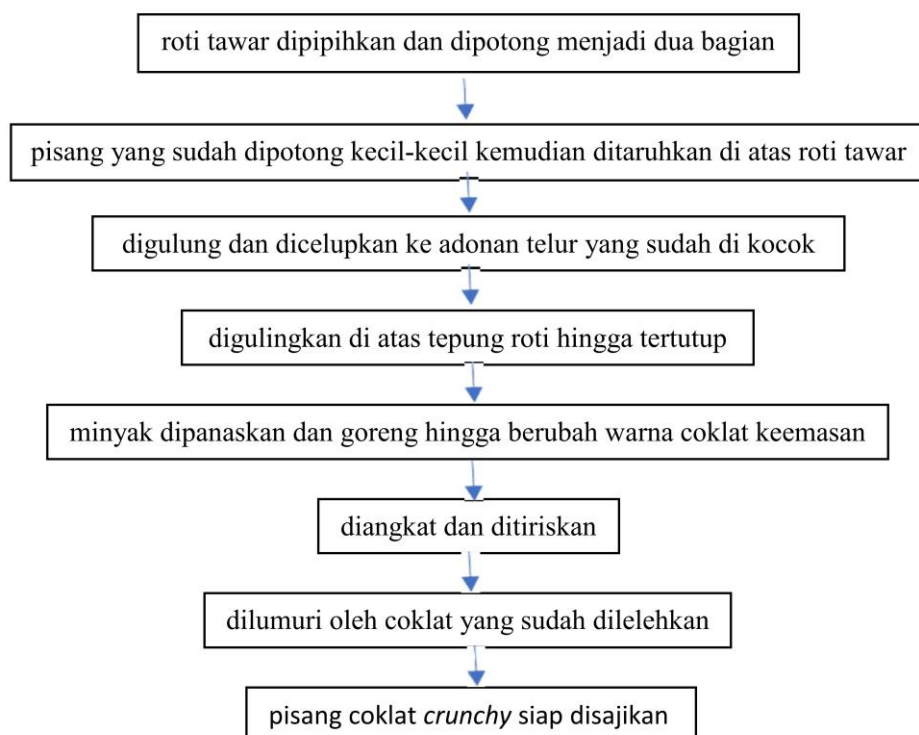 roti tawar dipipihkan dan dipotong menjadi dua bagian
pisang yang sudah dipotong kecil-kecil kemudian ditaruhkan di atas roti tawar
digulung dan dicelupkan ke adonan telur yang sudah di kocok
digulingkan di atas tepung roti hingga tertutup
minyak dipanaskan dan goreng hingga berubah warna coklat keemasan
diangkat dan ditiriskan
dilumuri oleh coklat yang sudah dilelehkan
pisang coklat crunchy siap disajikan